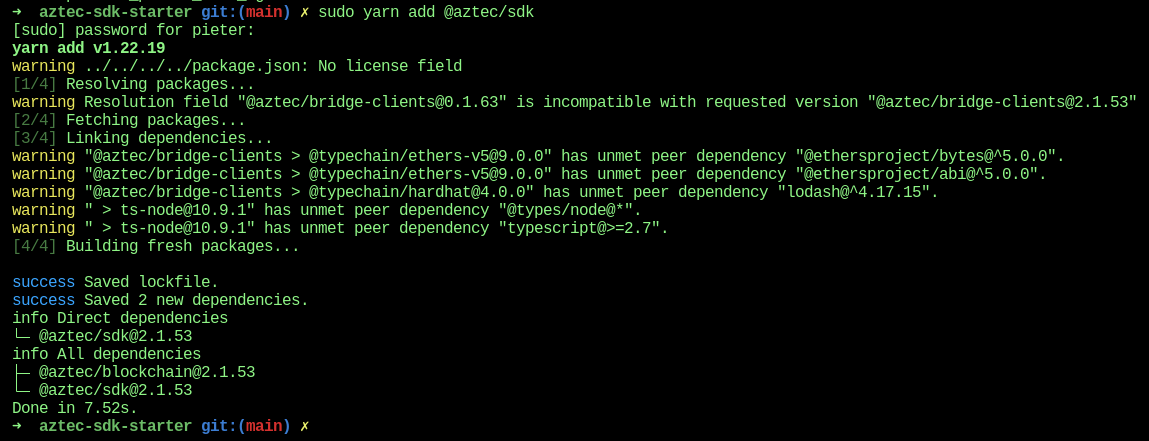 ➜  aztec-sdk-starter git:(main) ✗ sudo yarn add @aztec/sdk
[sudo] password for pieter:
yarn add v1.22.19
warning ../../../../package.json: No license field
[1/4] Resolving packages...
warning Resolution field "@aztec/bridge-clients@0.1.63" is incompatible with requested version "@aztec/bridge-clients@2.1.53"
[2/4] Fetching packages...
[3/4] Linking dependencies...
warning "@aztec/bridge-clients > @typechain/ethers-v5@9.0.0" has unmet peer dependency "@ethersproject/bytes@^5.0.0".
warning "@aztec/bridge-clients > @typechain/ethers-v5@9.0.0" has unmet peer dependency "@ethersproject/abi@^5.0.0".
warning "@aztec/bridge-clients > @typechain/hardhat@4.0.0" has unmet peer dependency "lodash@^4.17.15".
warning " > ts-node@10.9.1" has unmet peer dependency "@types/node@*".
warning " > ts-node@10.9.1" has unmet peer dependency "typescript@>=2.7".
[4/4] Building fresh packages...
success Saved lockfile.
success Saved 2 new dependencies.
info Direct dependencies
└─ @aztec/sdk@2.1.53
info All dependencies
├─ @aztec/blockchain@2.1.53
└─ @aztec/sdk@2.1.53
Done in 7.52s.
➜  aztec-sdk-starter git:(main) ✗